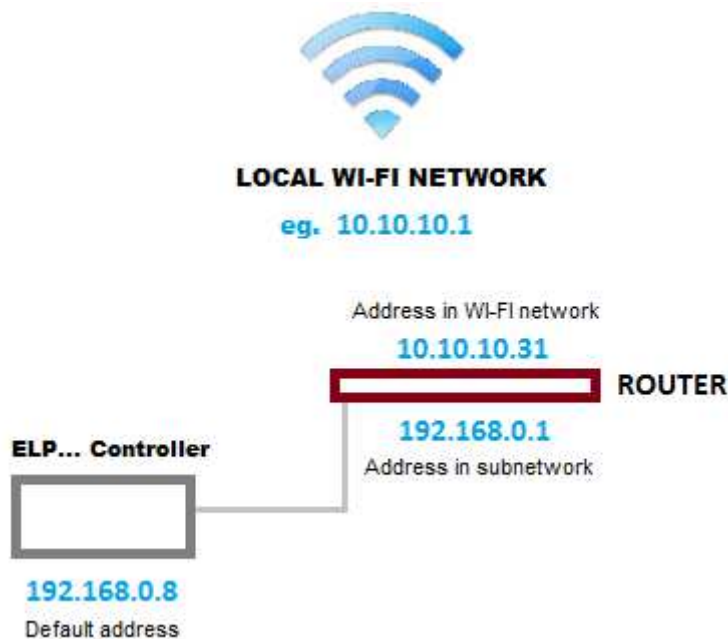 LOCAL WI-FI NETWORK
eg. 10.10.10.1
Address in WI-FI network
10.10.10.31
ROUTER
192.168.0.1
Address in subnetwork
ELP... Controller
192.168.0.8
Default address